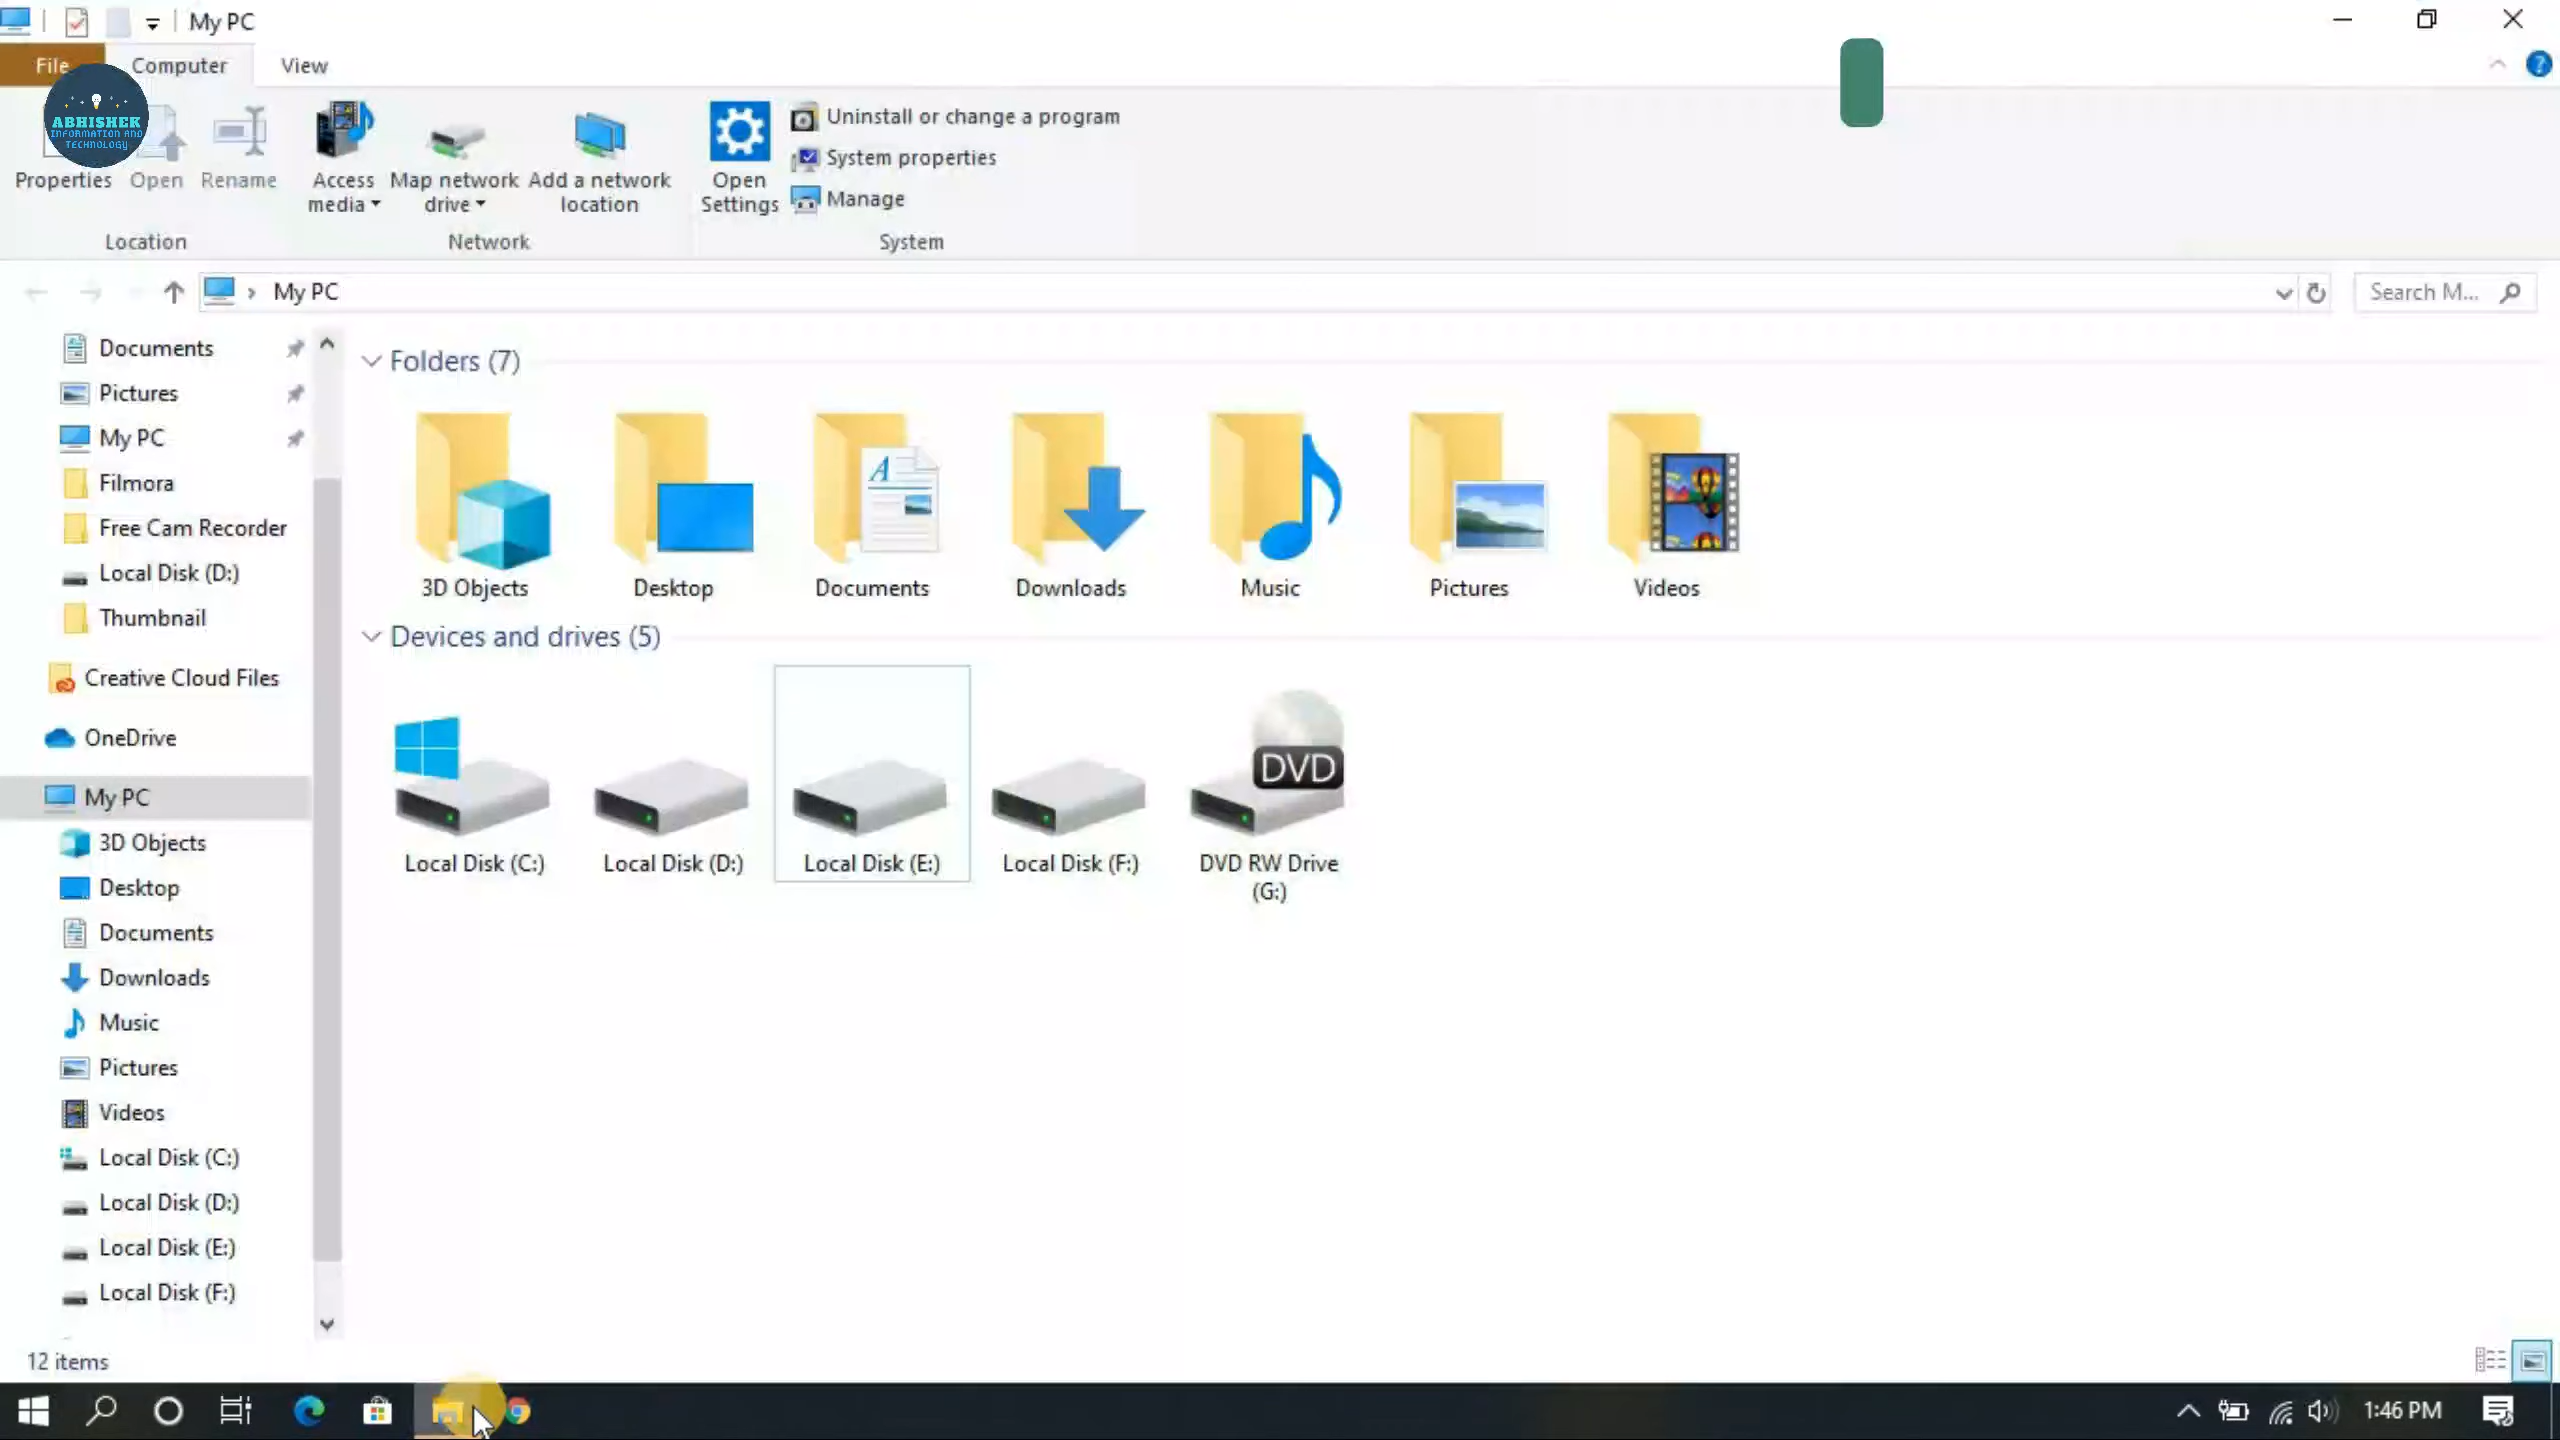 My PC
File
Computer
View
ABHISHEK
INFORMATION AND
TECHNOLOGY
Properties
Open
Rename
Access
media
Map network
drive
Add a network
location
Open
Settings
Uninstall or change a program
System properties
Manage
Location
Network
System
My PC
Search M...
Documents
Pictures
My PC
Filmora
Free Cam Recorder
Local Disk (D:)
Thumbnail
Creative Cloud Files
OneDrive
My PC
3D Objects
Desktop
Documents
Downloads
Music
Pictures
Videos
Local Disk (C:)
Local Disk (D:)
Local Disk (E:)
Local Disk (F:)
Folders (7)
3D Objects
Desktop
Documents
Downloads
Music
Pictures
Videos
Devices and drives (5)
DVD
Local Disk (C:)
Local Disk (D:)
Local Disk (E:)
Local Disk (F:)
DVD RW Drive
(G:)
12 items
1:46 PM